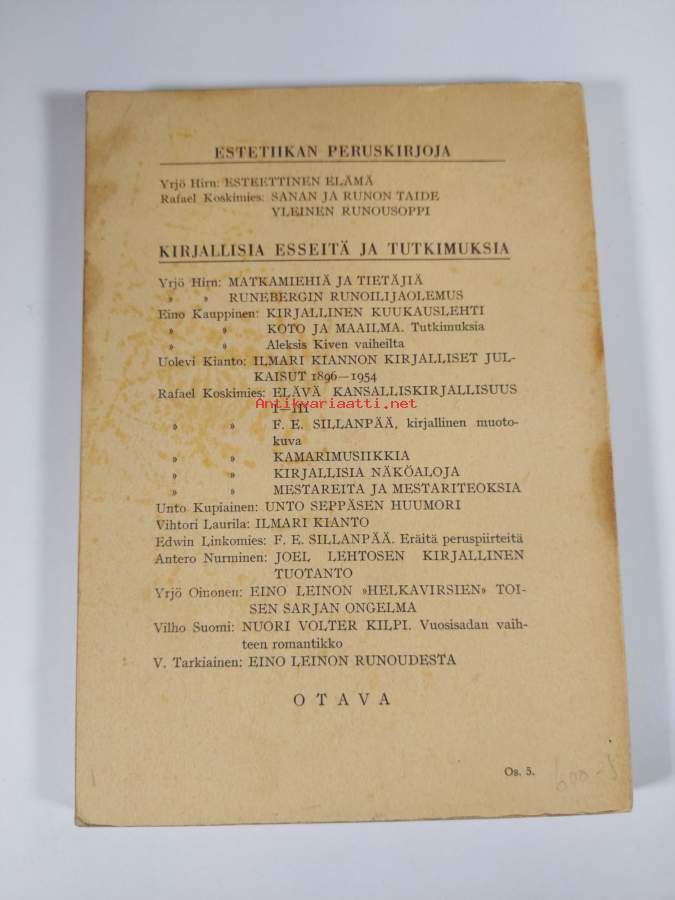 ESTETIIKAN PERUSKIRJOJA
Yrjö Hirn: ESTEETTINEN ELÄMÄ
Rafael Koskimies: SANAN JA RUNON TAIDE
YLEINEN RUNOUSOPPI
KIRJALLISIA ESSEITÄ JA TUTKIMUKSIA
Yrjö Hirn: MATKAMIEHIÄ JA TIETÄJIÄ
» » RUNEBERGIN RUNOILIJAOLEMUS
Eino Kauppinen: KIRJALLINEN KUUKAUSLEHTI
» » KOTO JA MAAILMA. Tutkimuksia
» » Aleksis Kiven vaiheilta
Uolevi Kianto: ILMARI KIANNON KIRJALLISET JUL-
KAISUT 1896—1954
Rafael Koskimies: ELÄVÄ KANSALLISKIRJALLISUUS
I—III
Antikvariaatti.net
» » F. E. SILLANPÄÄ, kirjallinen muoto-
kuva
» » KAMARIMUSIIKKIA
» » KIRJALLISIA NÄKÖALOJA
» » MESTAREITA JA MESTARITEOKSIA
Unto Kupiainen: UNTO SEPPÄSEN HUUMORI
Vihtori Laurila: ILMARI KIANTO
Edwin Linkomies: F. E. SILLANPÄÄ. Eräitä peruspiirteitä
Antero Nurminen: JOEL LEHTOSEN KIRJALLINEN
TUOTANTO
Yrjö Oinonen: EINO LEINON »HELKAVIRSIEN» TOI-
SEN SARJAN ONGELMA
Vilho Suomi: NUORI VOLTER KILPI. Vuosisadan vaih-
teen romantikko
V. Tarkiainen: EINO LEINON RUNOUDESTA
OTAVA
Os. 5.